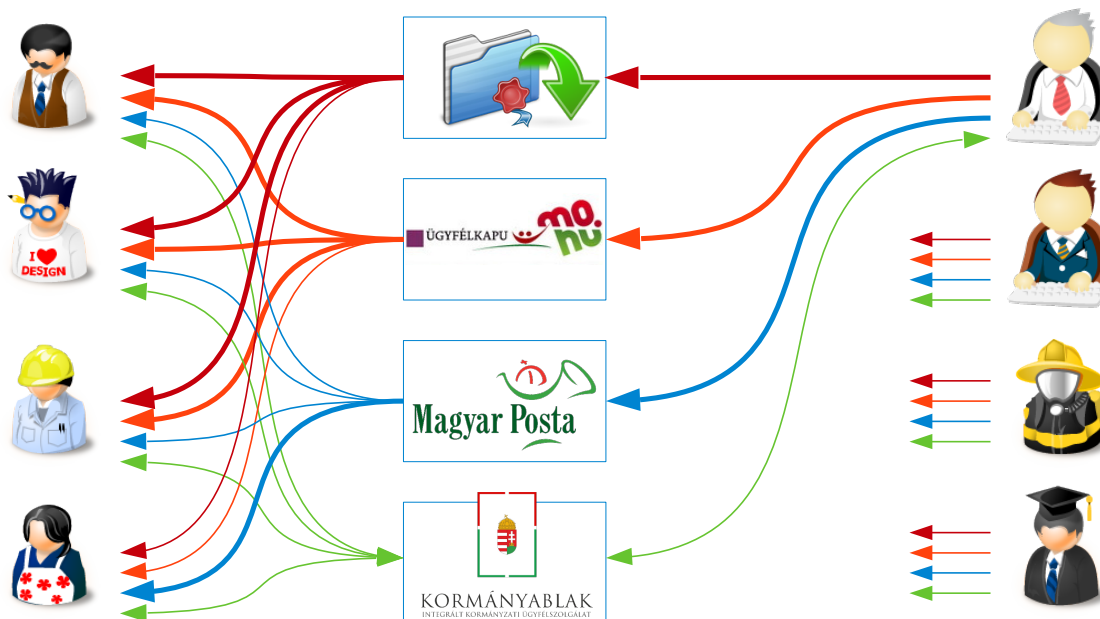 ÜGYFÉLKAPU
mo.
hu
I ♥
DESIGN
Magyar Posta
KORMÁNYABLAK
INTEGRÁLT KORMÁNYZATI ÜGYFÉLSZOLGÁLAT